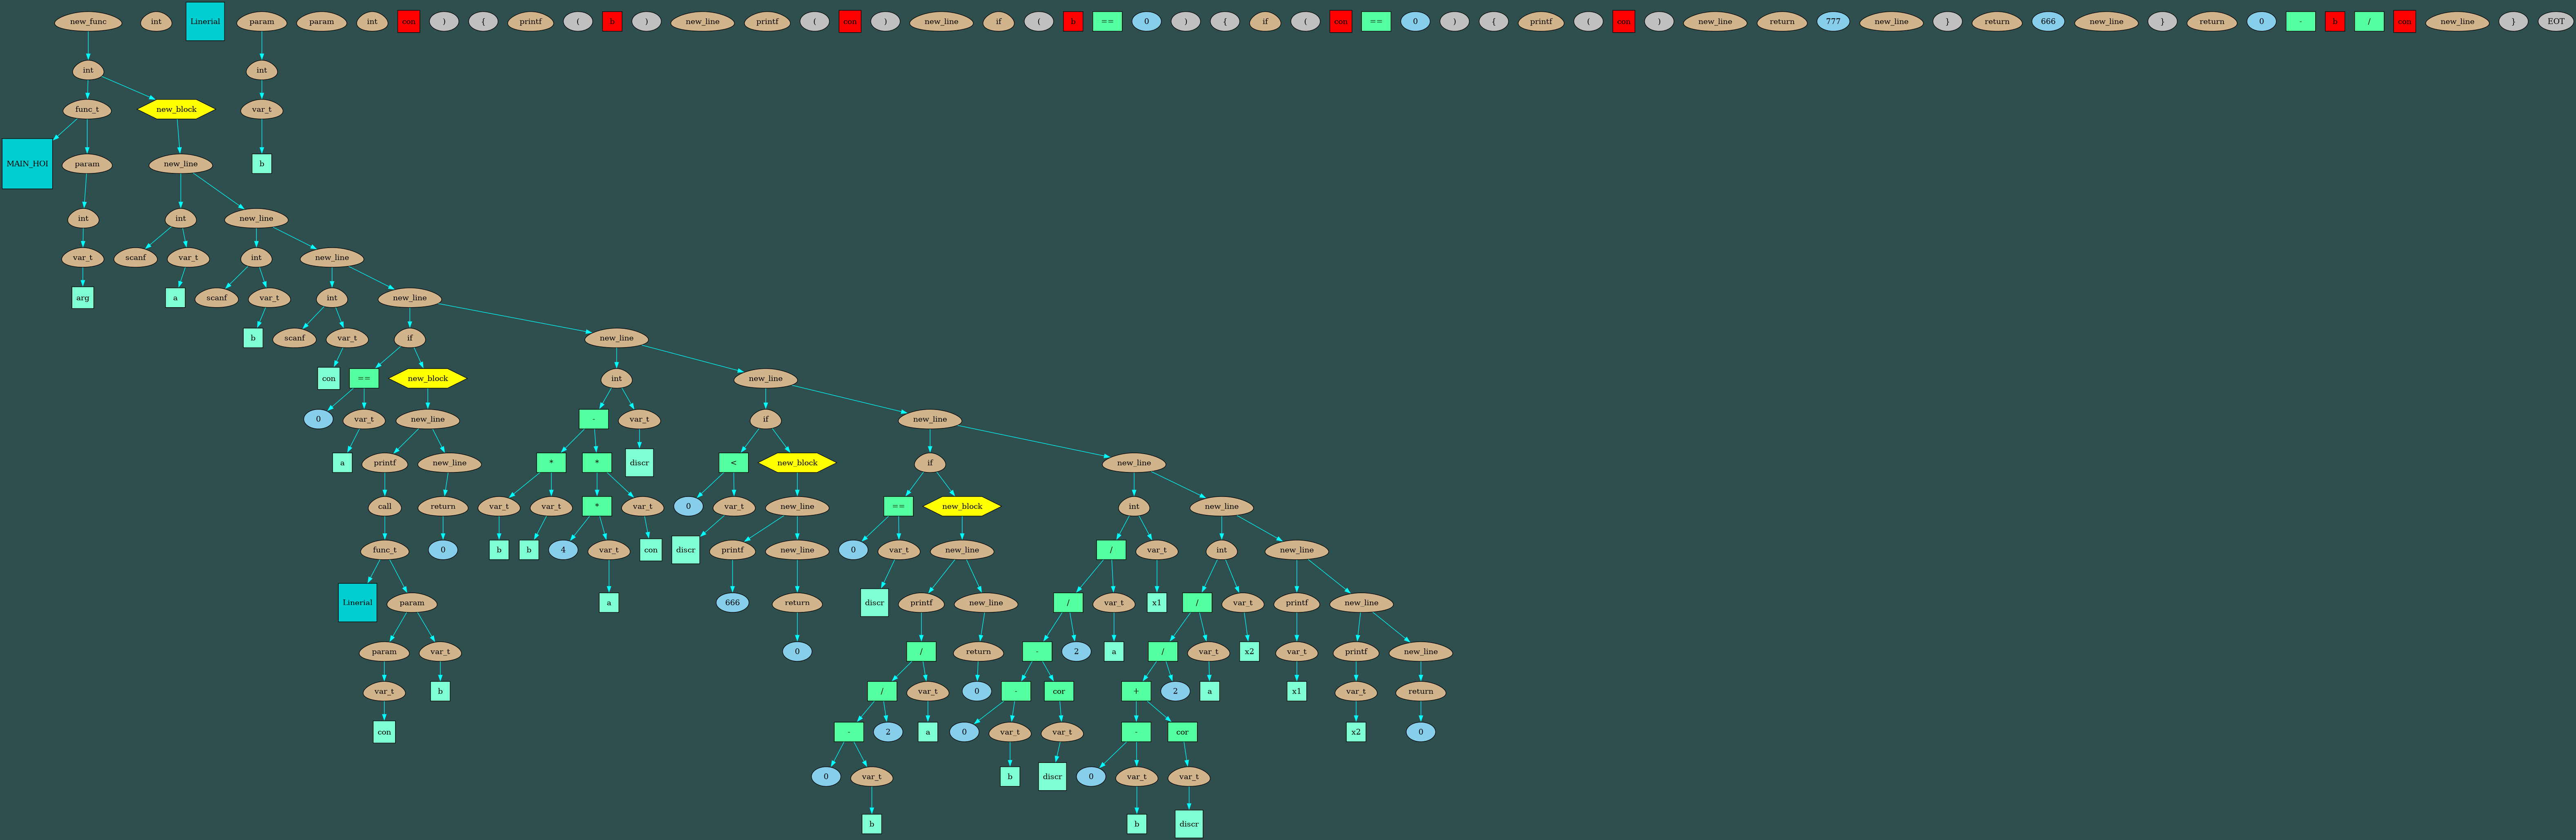 new_func int Linerial param param int con ) { printf ( b ) new_line printf ( con ) new_line if ( b == 0 ) { if ( con == 0 ) { printf ( con ) new_line return 777 new_line } return 666 new_line } return 0 - b / con new_line } EOT
int int
func_t new_block var_t
MAIN_HOI param new_line b
int int new_line
var_t scanf var_t int new_line
arg a scanf var_t int new_line
b scanf var_t if new_line
con == new_block int new_line
0 var_t new_line - var_t if new_line
a printf new_line * * discr < new_block if new_line
call return var_t var_t * var_t 0 var_t new_line == new_block int new_line
func_t 0 b b 4 var_t con discr printf new_line 0 var_t new_line / var_t int new_line
Linerial param a 666 return discr printf new_line / var_t x1 / var_t printf new_line
param var_t 0 / return - 2 a / var_t x2 var_t printf new_line
var_t b / var_t 0 - cor + 2 a x1 var_t return
con - 2 a 0 var_t var_t - cor x2 0
0 var_t b discr 0 var_t var_t
b b discr